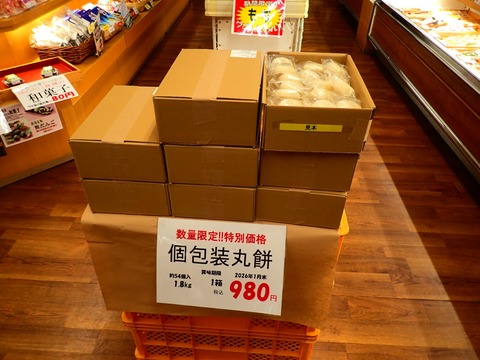 和菓子
80円
見本
数量限定!!特別価格
個包装丸餅
約54個入
1.8kg
賞味期限
2026年1月末
1箱
税込
980円